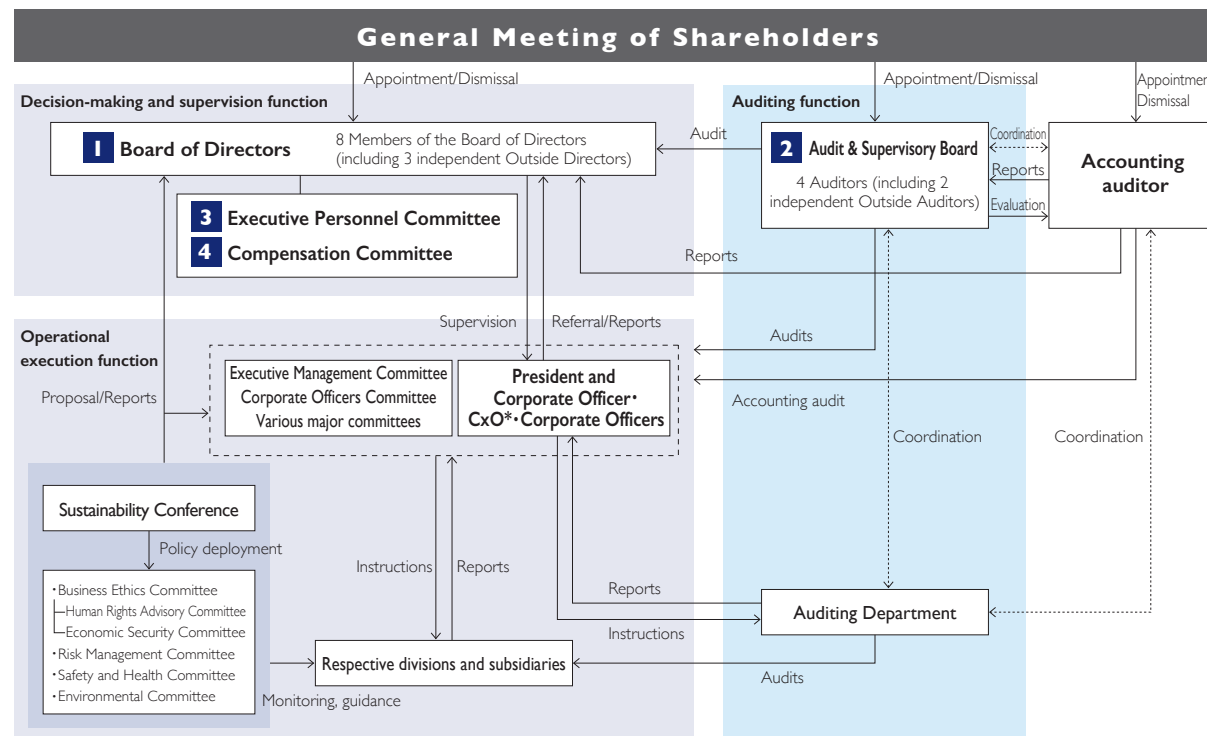 General Meeting of Shareholders
Appointment/Dismissal
Appointment/Dismissal
Appointmen
Dismissal
Decision-making and supervision function
Auditing function
1 Board of Directors
8 Members of the Board of Directors
(including 3 independent Outside Directors)
Audit
2 Audit & Supervisory Board
4 Auditors (including 2
independent Outside Auditors)
Coordination
Reports
Evaluation
Accounting
auditor
3 Executive Personnel Committee
4 Compensation Committee
Reports
Supervision
Referral/Reports
Operational
execution function
Audits
Executive Management Committee
Corporate Officers Committee
Various major committees
President and
Corporate Officer・
CxO*・Corporate Officers
Proposal/Reports
Accounting audit
Coordination
Coordination
Sustainability Conference
Policy deployment
・Business Ethics Committee
Human Rights Advisory Committee
Economic Security Committee
・Risk Management Committee
・Safety and Health Committee
・Environmental Committee
Instructions
Reports
Reports
Instructions
Auditing Department
Respective divisions and subsidiaries
Audits
Monitoring, guidance